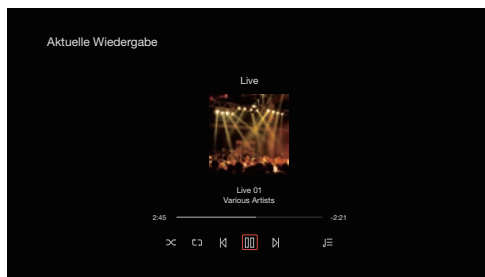 Aktuelle Wiedergabe
Live
Live 01
Various Artists
2:45 -2:21